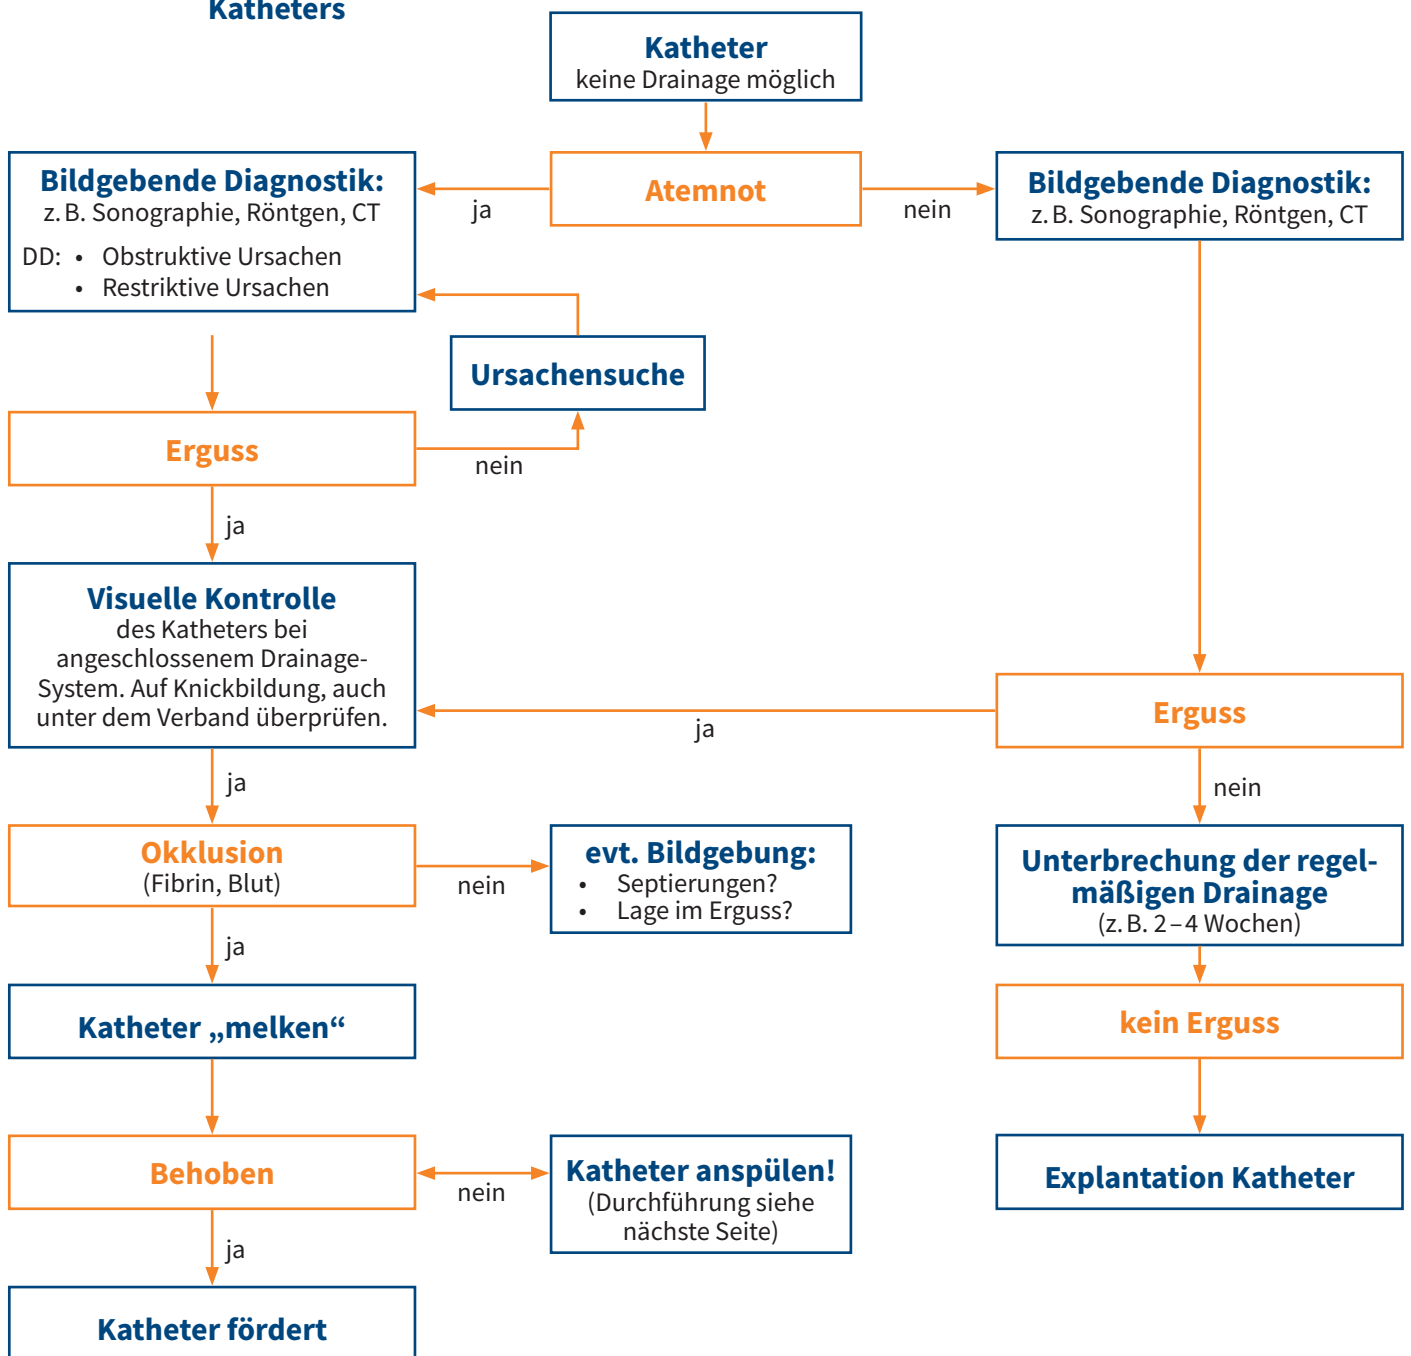 Katheters
Katheter
keine Drainage möglich
Bildgebende Diagnostik:
z. B. Sonographie, Röntgen, CT
DD: • Obstruktive Ursachen
• Restriktive Ursachen
ja
Atemnot
nein
Bildgebende Diagnostik:
z. B. Sonographie, Röntgen, CT
Ursachensuche
Erguss
nein
ja
Visuelle Kontrolle
des Katheters bei
angeschlossenem Drainage-
System. Auf Knickbildung, auch
unter dem Verband überprüfen.
ja
Erguss
ja
nein
Okklusion
(Fibrin, Blut)
nein
evt. Bildgebung:
• Septierungen?
• Lage im Erguss?
Unterbrechung der regel-
mäßigen Drainage
(z. B. 2 – 4 Wochen)
ja
Katheter „melken“
kein Erguss
Behoben
nein
Katheter anspülen!
(Durchführung siehe
nächste Seite)
Explantation Katheter
ja
Katheter fördert